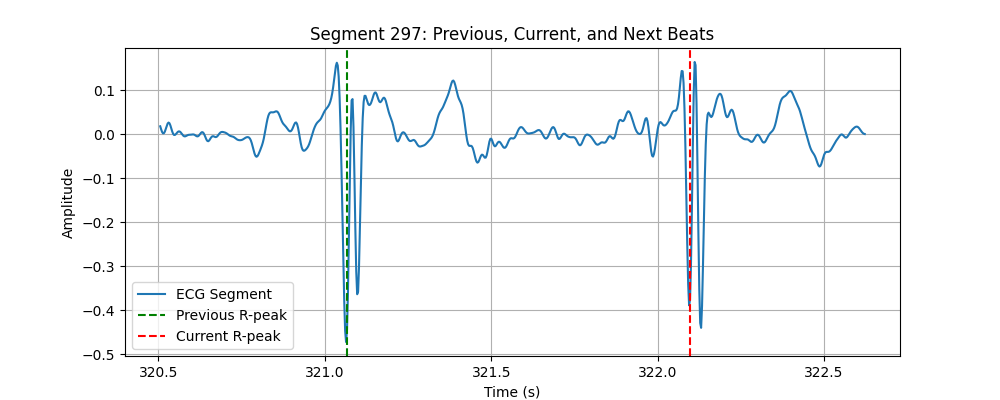 Segment 297: Previous, Current, and Next Beats
Amplitude
0.1
0.0
−0.1
−0.2
−0.3
−0.4
−0.5
ECG Segment
Previous R-peak
Current R-peak
320.5 321.0 321.5 322.0 322.5
Time (s)